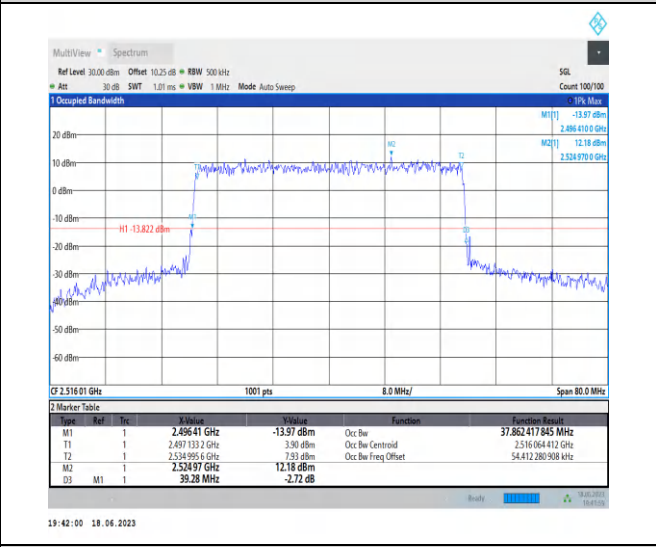 MultiView Spectrum
Ref Level 30.00 dBm Offset 10.25 dB RBW 500 kHz SGL
Att 30 dB SWT 1.01 ms VBW 1 MHz Mode Auto Sweep Count 100/100
1 Occupied Bandwidth 1Pk Max
M1[1] -13.97 dBm
2.496 410 0 GHz
20 dBm
M2
M2[1] 12.18 dBm
2.524 970 0 GHz
T2
10 dBm
T1
0 dBm
-10 dBm
M1
H1 -13.822 dBm
D3
-20 dBm
-30 dBm
-40 dBm
-50 dBm
-60 dBm
CF 2.516 01 GHz 1001 pts 8.0 MHz/ Span 80.0 MHz
2 Marker Table
Type Ref Trc X-Value Y-Value Function Function Result
M1 1 2.496 41 GHz -13.97 dBm Occ Bw 37.862 417 845 MHz
T1 1 2.497 133 2 GHz 3.90 dBm Occ Bw Centroid 2.516 064 412 GHz
T2 1 2.534 995 6 GHz 7.93 dBm Occ Bw Freq Offset 54.412 280 908 kHz
M2 1 2.524 97 GHz 12.18 dBm
D3 M1 1 39.28 MHz -2.72 dB
Ready 18.06.2023
19:42:00 18.06.2023